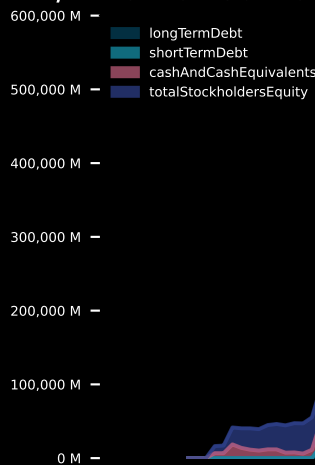 600,000 M
longTermDebt
shortTermDebt
cashAndCashEquivalents
totalStockholdersEquity
500,000 M
400,000 M
300,000 M
200,000 M
100,000 M
0 M